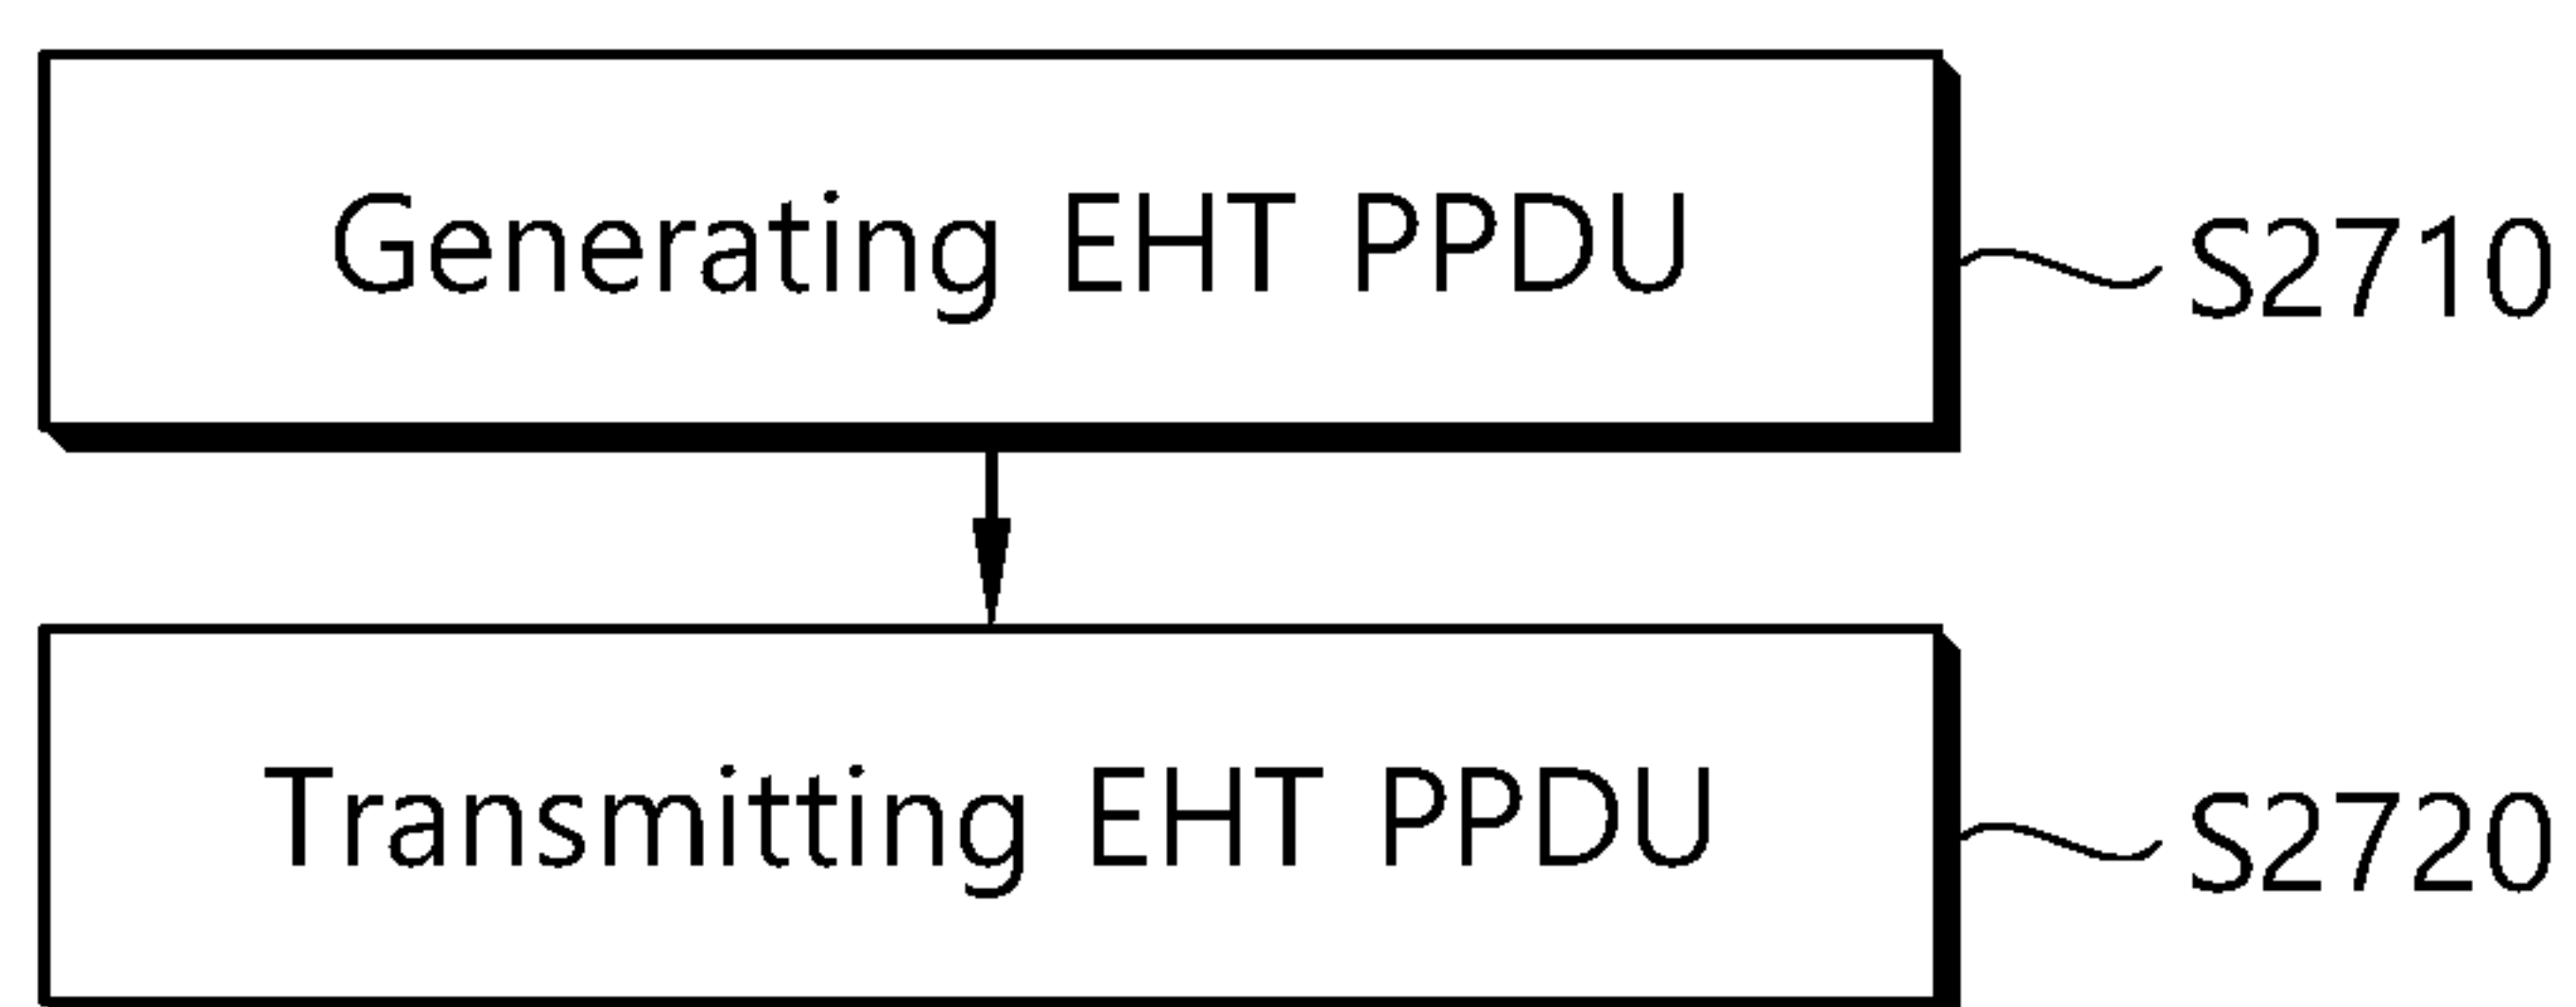 Generating EHT PPDU
S2710
Transmitting EHT PPDU
S2720